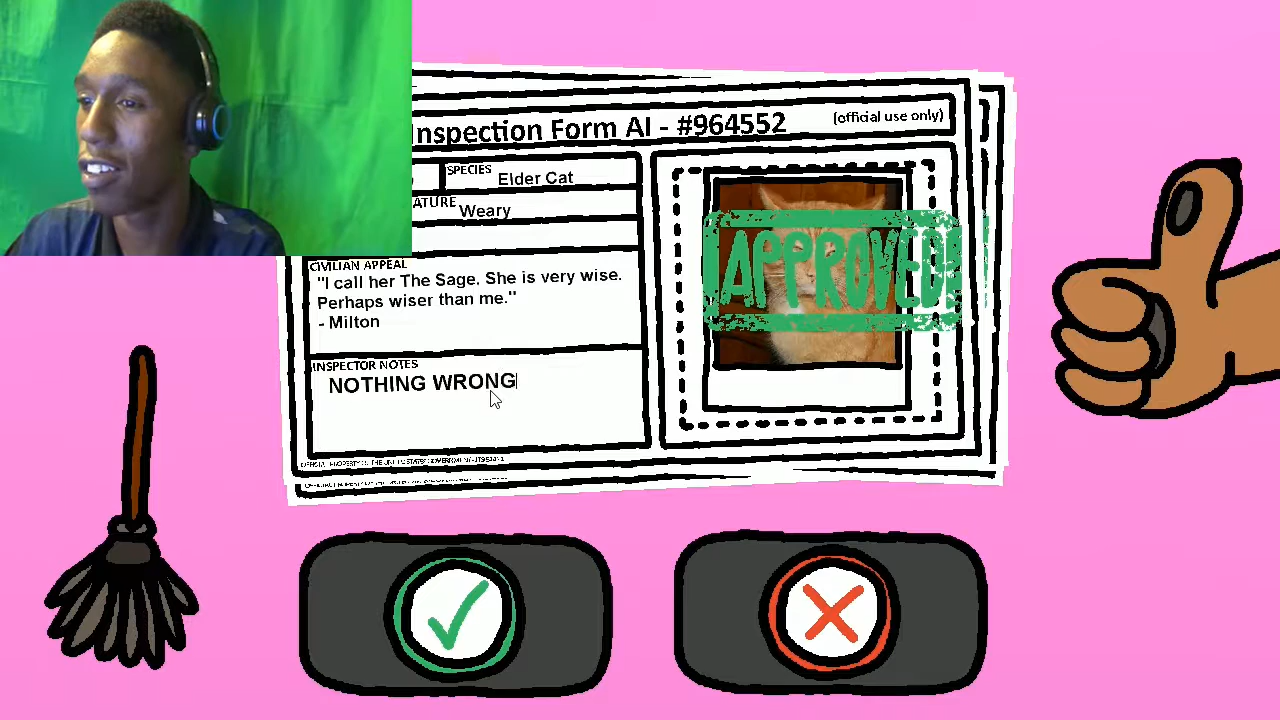 Inspection Form AI - #964552
(official use only)
SPECIES
Elder Cat
ATURE
Weary
CIVILIAN APPEAL
"I call her The Sage. She is very wise.
Perhaps wiser than me."
- Milton
INSPECTOR NOTES
NOTHING WRONG
APPROVED!